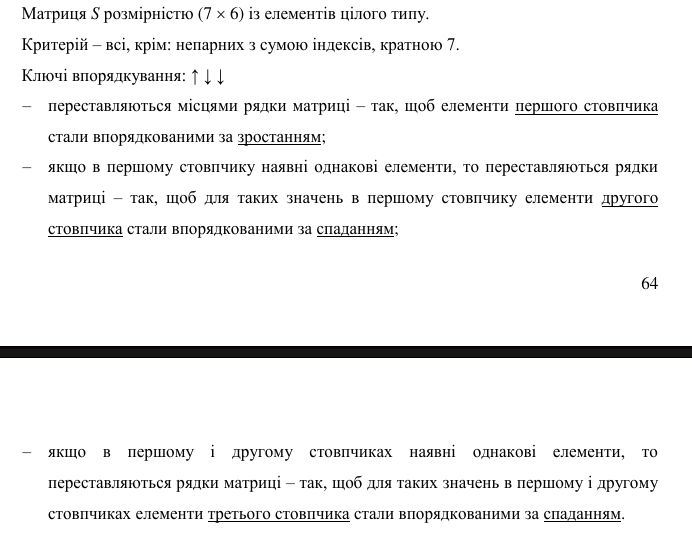 Матриця S розмірністю (7 × 6) із елементів цілого типу.
Критерій – всі, крім: непарних з сумою індексів, кратною 7.
Ключі впорядкування: ↑ ↓ ↓
– переставляються місцями рядки матриці – так, щоб елементи першого стовпчика
стали впорядкованими за зростанням;
– якщо в першому стовпчику наявні однакові елементи, то переставляються рядки
матриці – так, щоб для таких значень в першому стовпчику елементи другого
стовпчика стали впорядкованими за спаданням;
64
– якщо в першому і другому стовпчиках наявні однакові елементи, то
переставляються рядки матриці – так, щоб для таких значень в першому і другому
стовпчиках елементи третього стовпчика стали впорядкованими за спаданням.